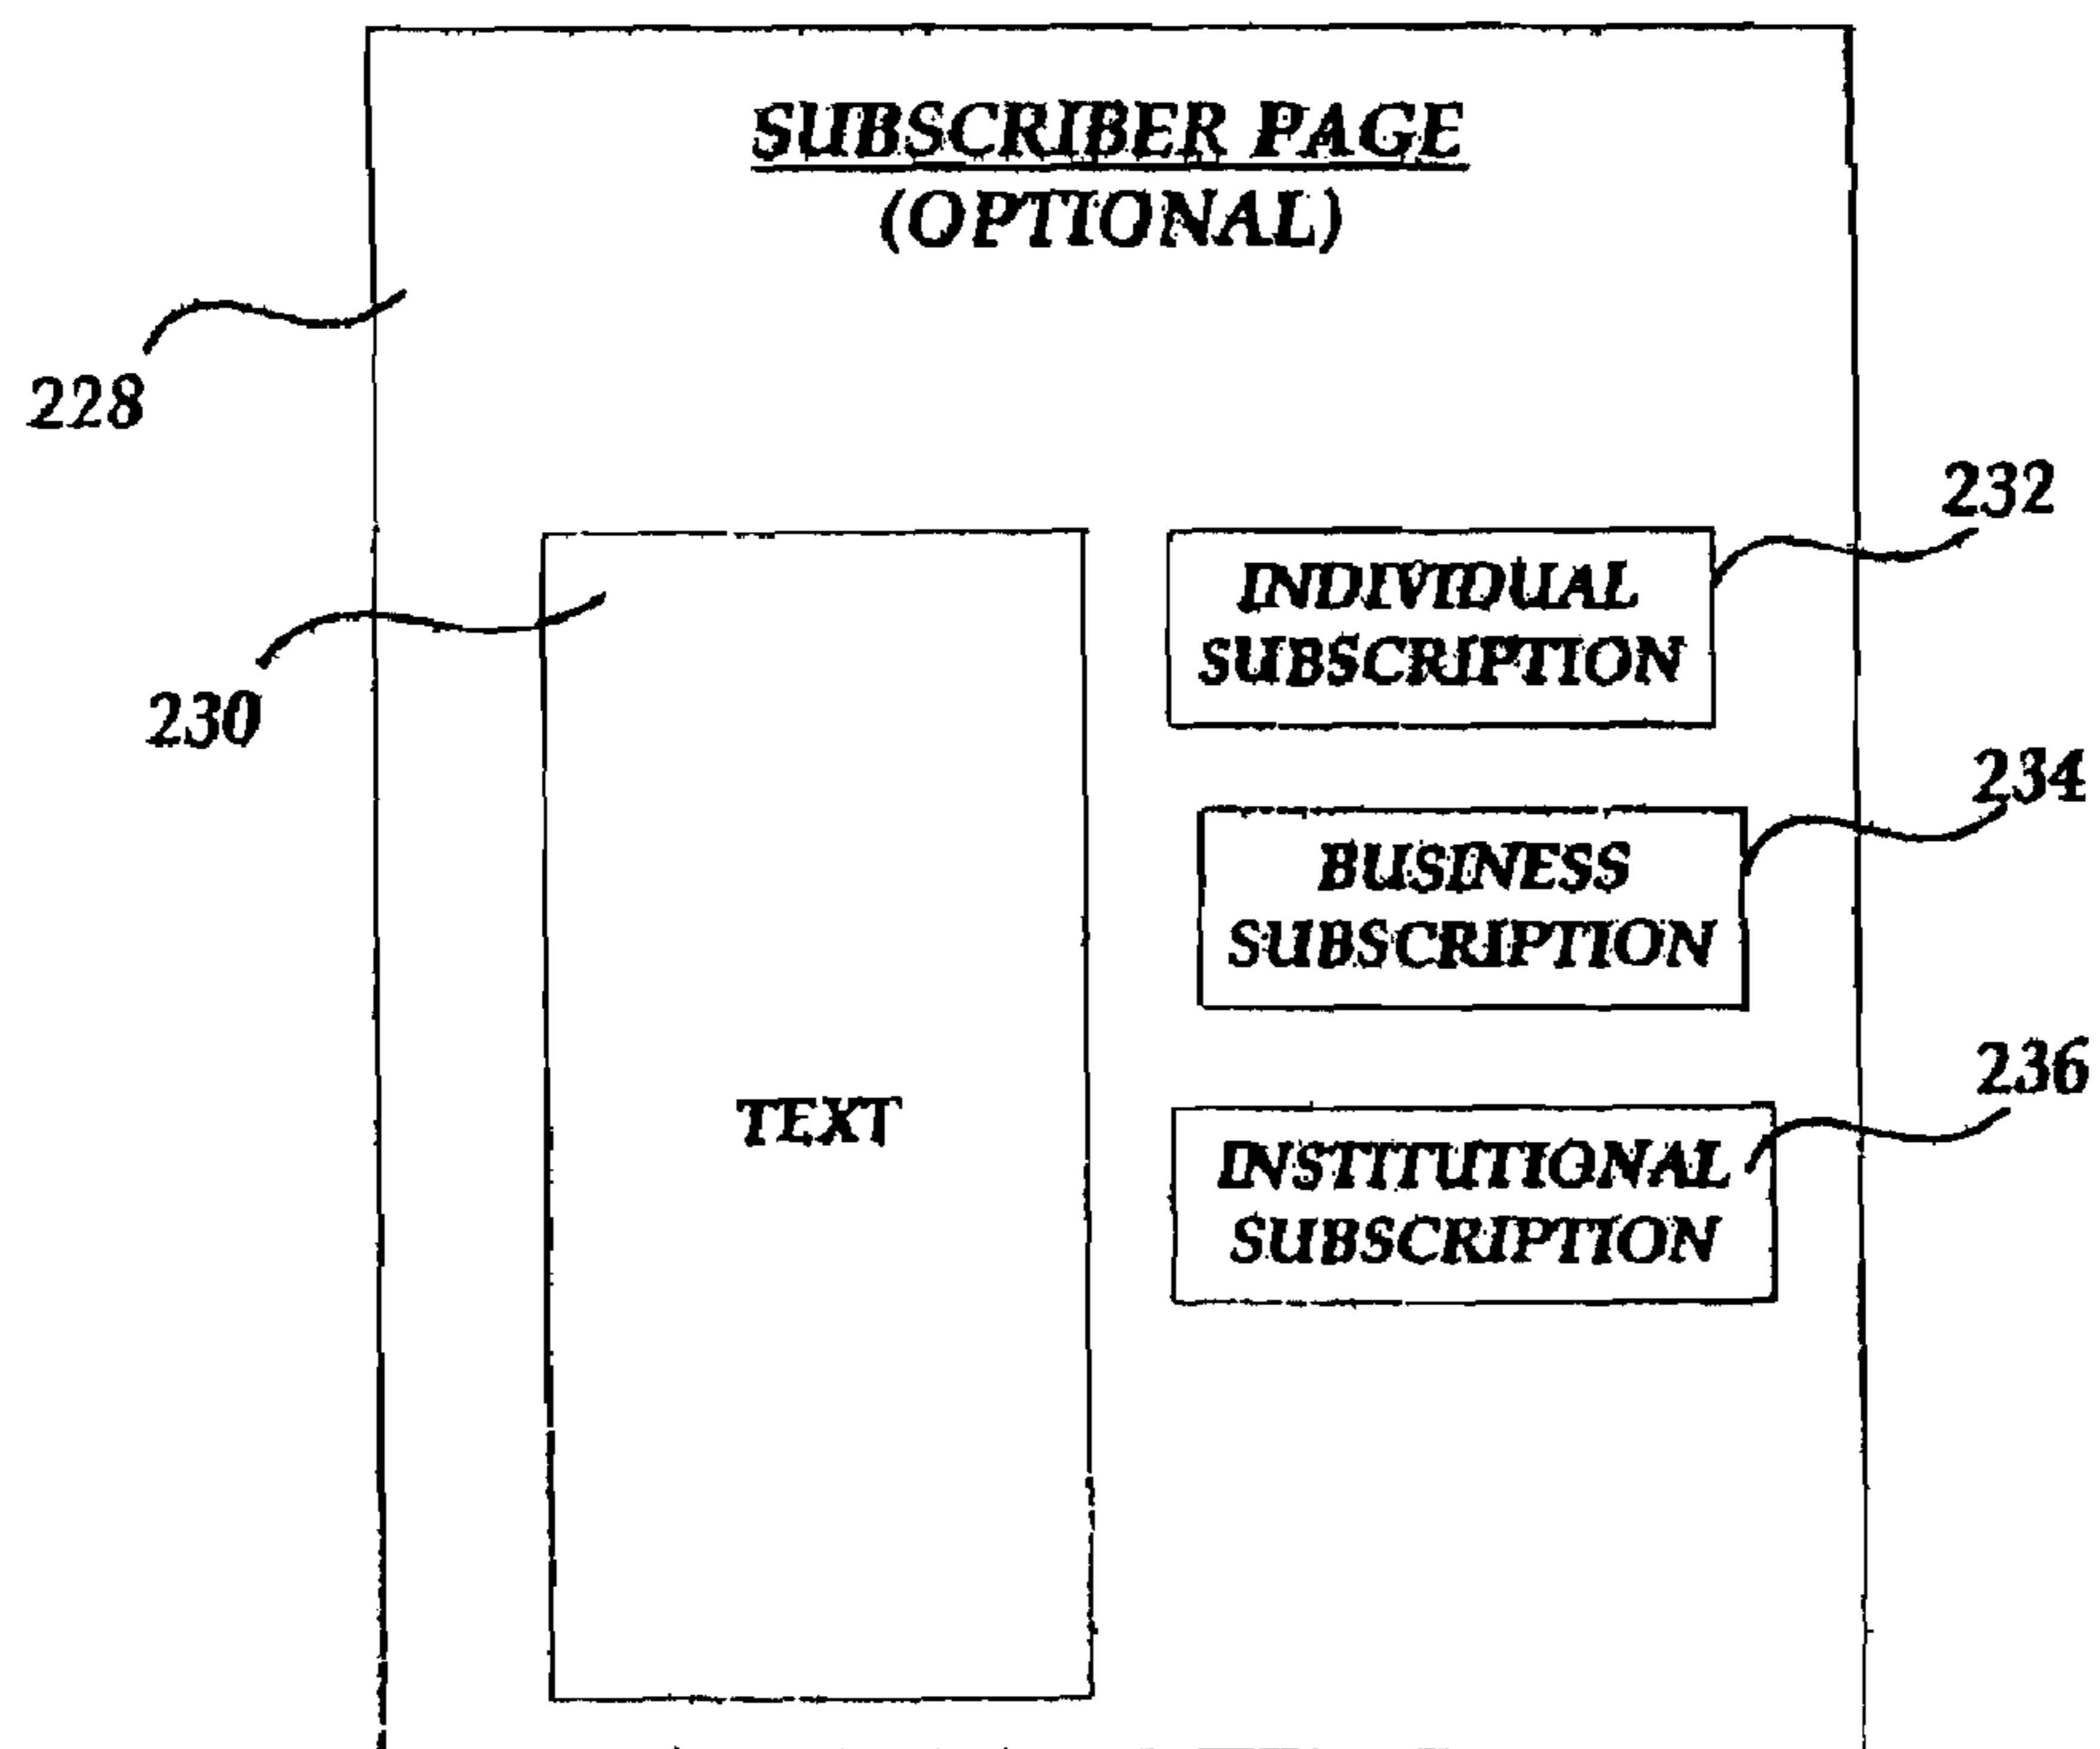 SUBSCRIBER PAGE
(OPTIONAL)
228
232
INDIVIDUAL
SUBSCRIPTION
230
234
BUSINESS
SUBSCRIPTION
236
TEXT
INSTITUTIONAL
SUBSCRIPTION